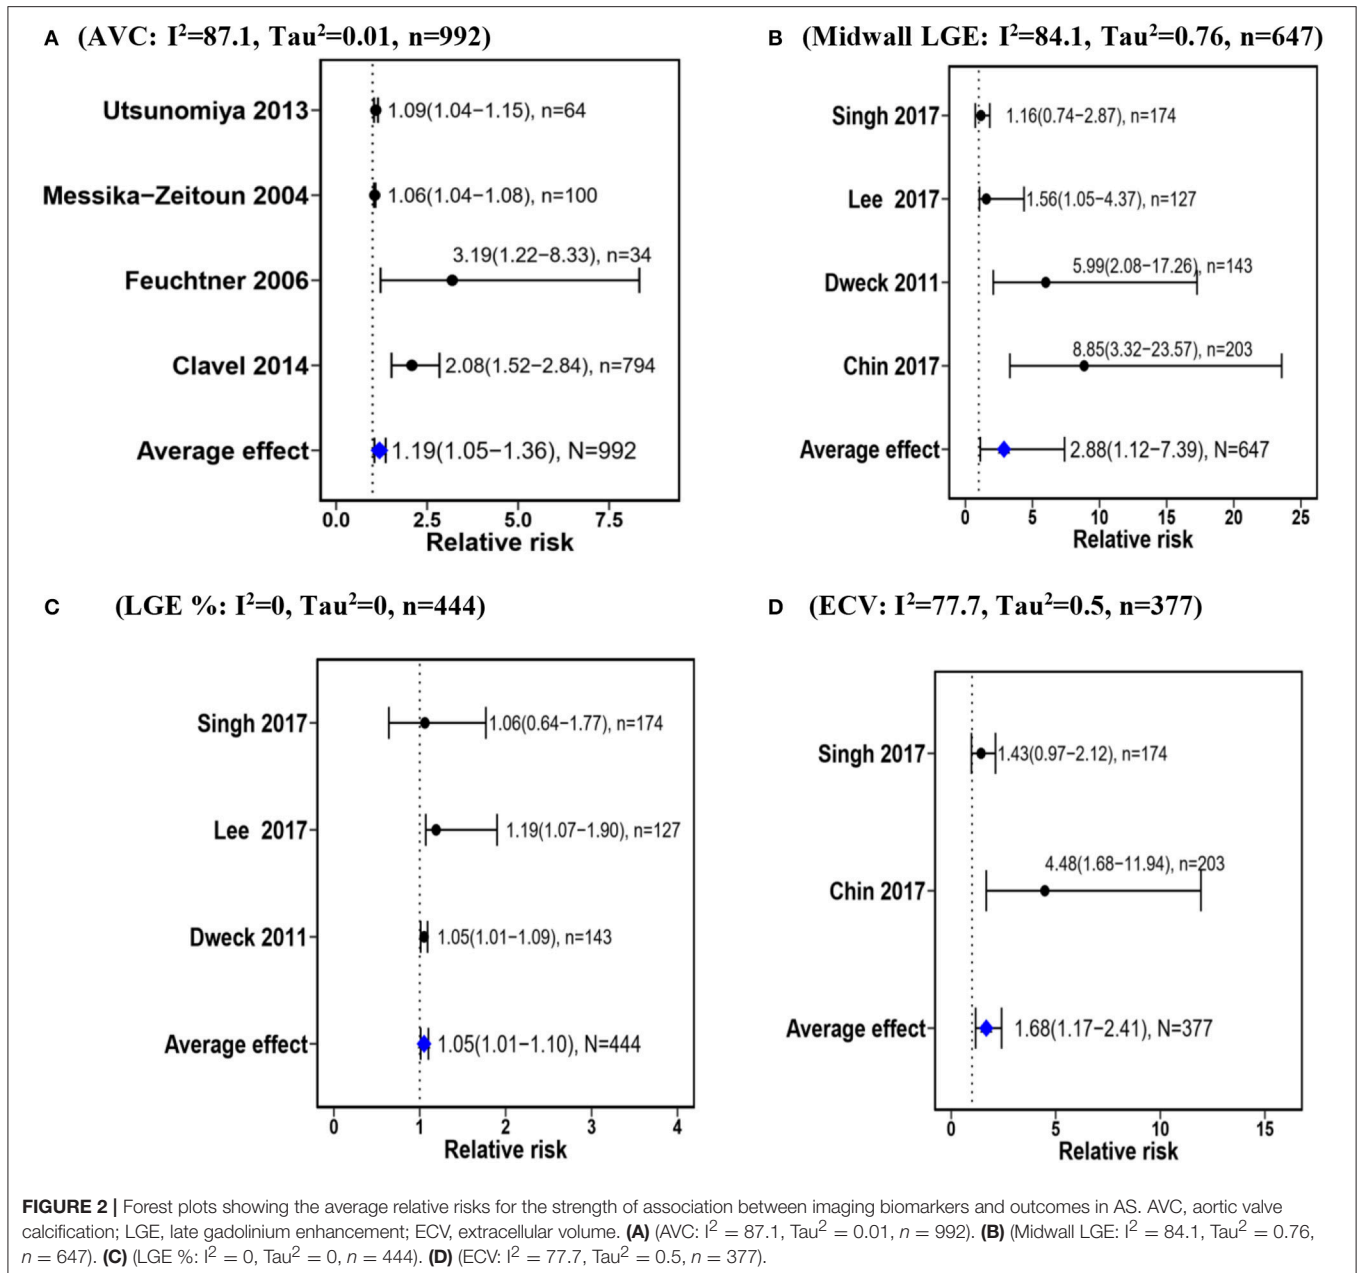 A (AVC: I²=87.1, Tau²=0.01, n=992)
Utsunomiya 2013
1.09(1.04−1.15), n=64
Messika−Zeitoun 2004
1.06(1.04−1.08), n=100
Feuchtner 2006
3.19(1.22−8.33), n=34
Clavel 2014
2.08(1.52−2.84), n=794
Average effect
1.19(1.05−1.36), N=992
0.0 2.5 5.0 7.5
Relative risk
B (Midwall LGE: I²=84.1, Tau²=0.76, n=647)
Singh 2017
1.16(0.74−2.87), n=174
Lee 2017
1.56(1.05−4.37), n=127
Dweck 2011
5.99(2.08−17.26), n=143
Chin 2017
8.85(3.32−23.57), n=203
Average effect
2.88(1.12−7.39), N=647
0 5 10 15 20 25
Relative risk
C (LGE %: I²=0, Tau²=0, n=444)
Singh 2017
1.06(0.64−1.77), n=174
Lee 2017
1.19(1.07−1.90), n=127
Dweck 2011
1.05(1.01−1.09), n=143
Average effect
1.05(1.01−1.10), N=444
0 1 2 3 4
Relative risk
D (ECV: I²=77.7, Tau²=0.5, n=377)
Singh 2017
1.43(0.97−2.12), n=174
Chin 2017
4.48(1.68−11.94), n=203
Average effect
1.68(1.17−2.41), N=377
0 5 10 15
Relative risk
FIGURE 2 | Forest plots showing the average relative risks for the strength of association between imaging biomarkers and outcomes in AS. AVC, aortic valve
calcification; LGE, late gadolinium enhancement; ECV, extracellular volume. (A) (AVC: I² = 87.1, Tau² = 0.01, n = 992). (B) (Midwall LGE: I² = 84.1, Tau² = 0.76,
n = 647). (C) (LGE %: I² = 0, Tau² = 0, n = 444). (D) (ECV: I² = 77.7, Tau² = 0.5, n = 377).